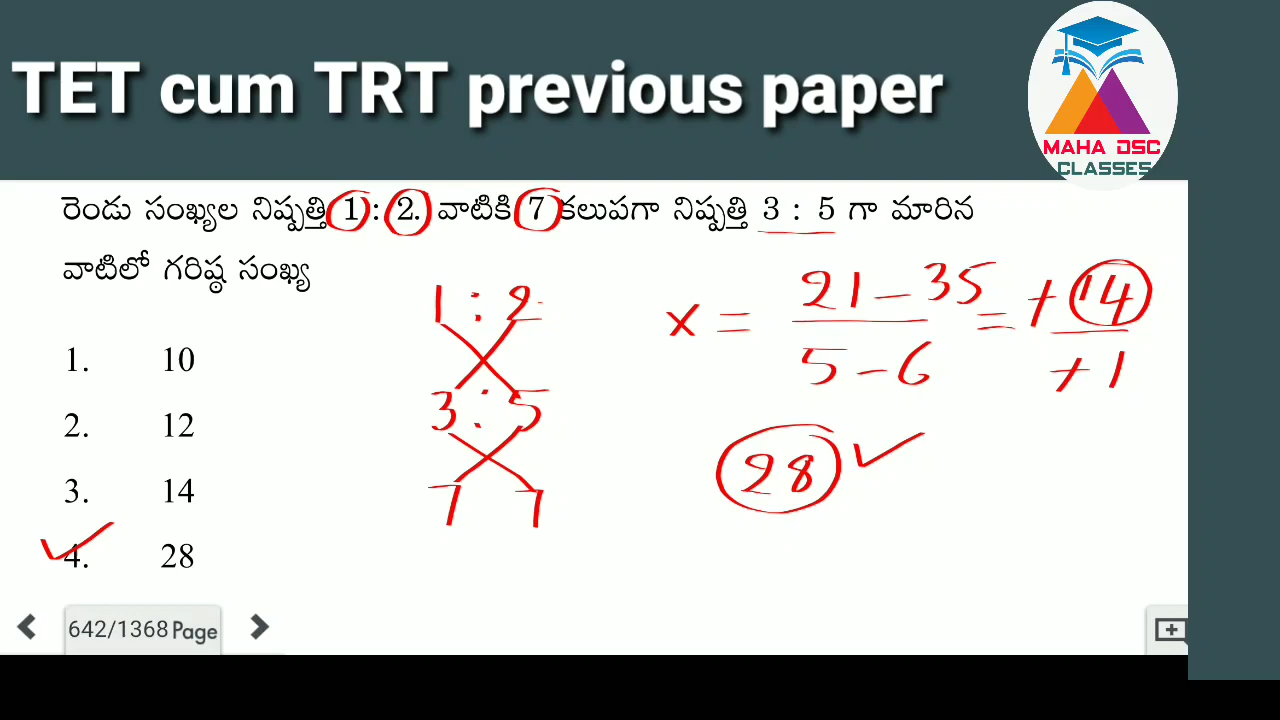 TET cum TRT previous paper
MAHA DSC
CLASSES
రెండు సంఖ్యల నిష్పత్తి 1 : 2. వాటికి 7 కలుపగా నిష్పత్తి 3 : 5 గా మారిన
వాటిలో గరిష్ఠ సంఖ్య
1. 10
2. 12
3. 14
4. 28
1 : 2
3 : 5
7 7
x = 21 - 35 = + 14
5 - 6 + 1
28
642/1368 Page